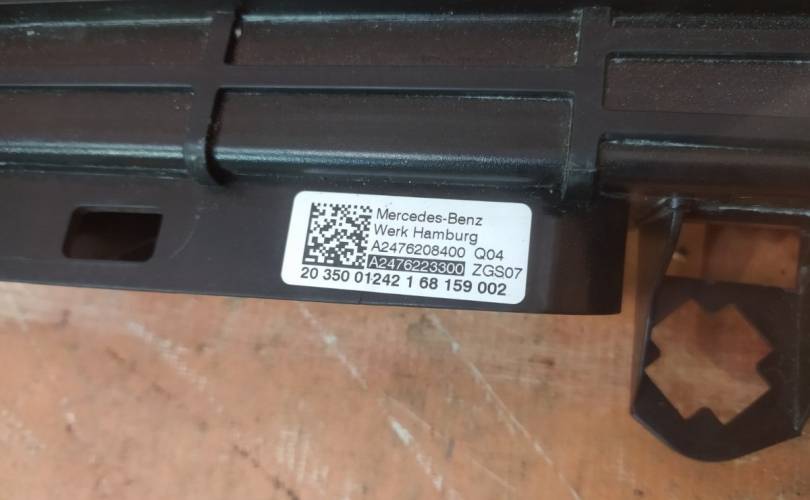 Mercedes-Benz
Werk Hamburg
A2476208400 Q04
A2476223300 ZGS07
20 350 01242 1 68 159 002